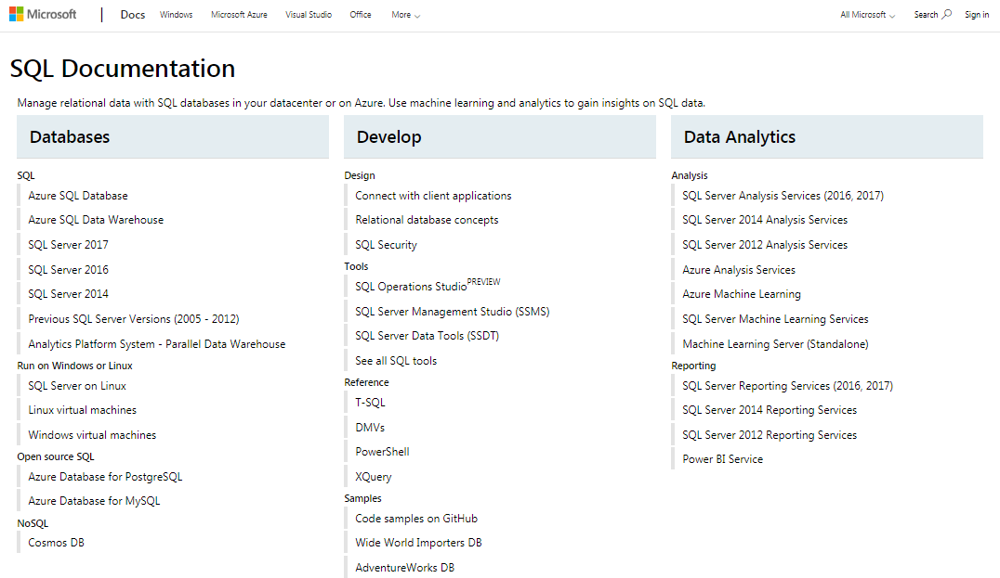 Microsoft Docs Windows Microsoft Azure Visual Studio Office More All Microsoft Search Sign in
SQL Documentation
Manage relational data with SQL databases in your datacenter or on Azure. Use machine learning and analytics to gain insights on SQL data.
Databases
SQL
Azure SQL Database
Azure SQL Data Warehouse
SQL Server 2017
SQL Server 2016
SQL Server 2014
Previous SQL Server Versions (2005 - 2012)
Analytics Platform System - Parallel Data Warehouse
Run on Windows or Linux
SQL Server on Linux
Linux virtual machines
Windows virtual machines
Open source SQL
Azure Database for PostgreSQL
Azure Database for MySQL
NoSQL
Cosmos DB
Develop
Design
Connect with client applications
Relational database concepts
SQL Security
Tools
SQL Operations Studio PREVIEW
SQL Server Management Studio (SSMS)
SQL Server Data Tools (SSDT)
See all SQL tools
Reference
T-SQL
DMVs
PowerShell
XQuery
Samples
Code samples on GitHub
Wide World Importers DB
AdventureWorks DB
Data Analytics
Analysis
SQL Server Analysis Services (2016, 2017)
SQL Server 2014 Analysis Services
SQL Server 2012 Analysis Services
Azure Analysis Services
Azure Machine Learning
SQL Server Machine Learning Services
Machine Learning Server (Standalone)
Reporting
SQL Server Reporting Services (2016, 2017)
SQL Server 2014 Reporting Services
SQL Server 2012 Reporting Services
Power BI Service